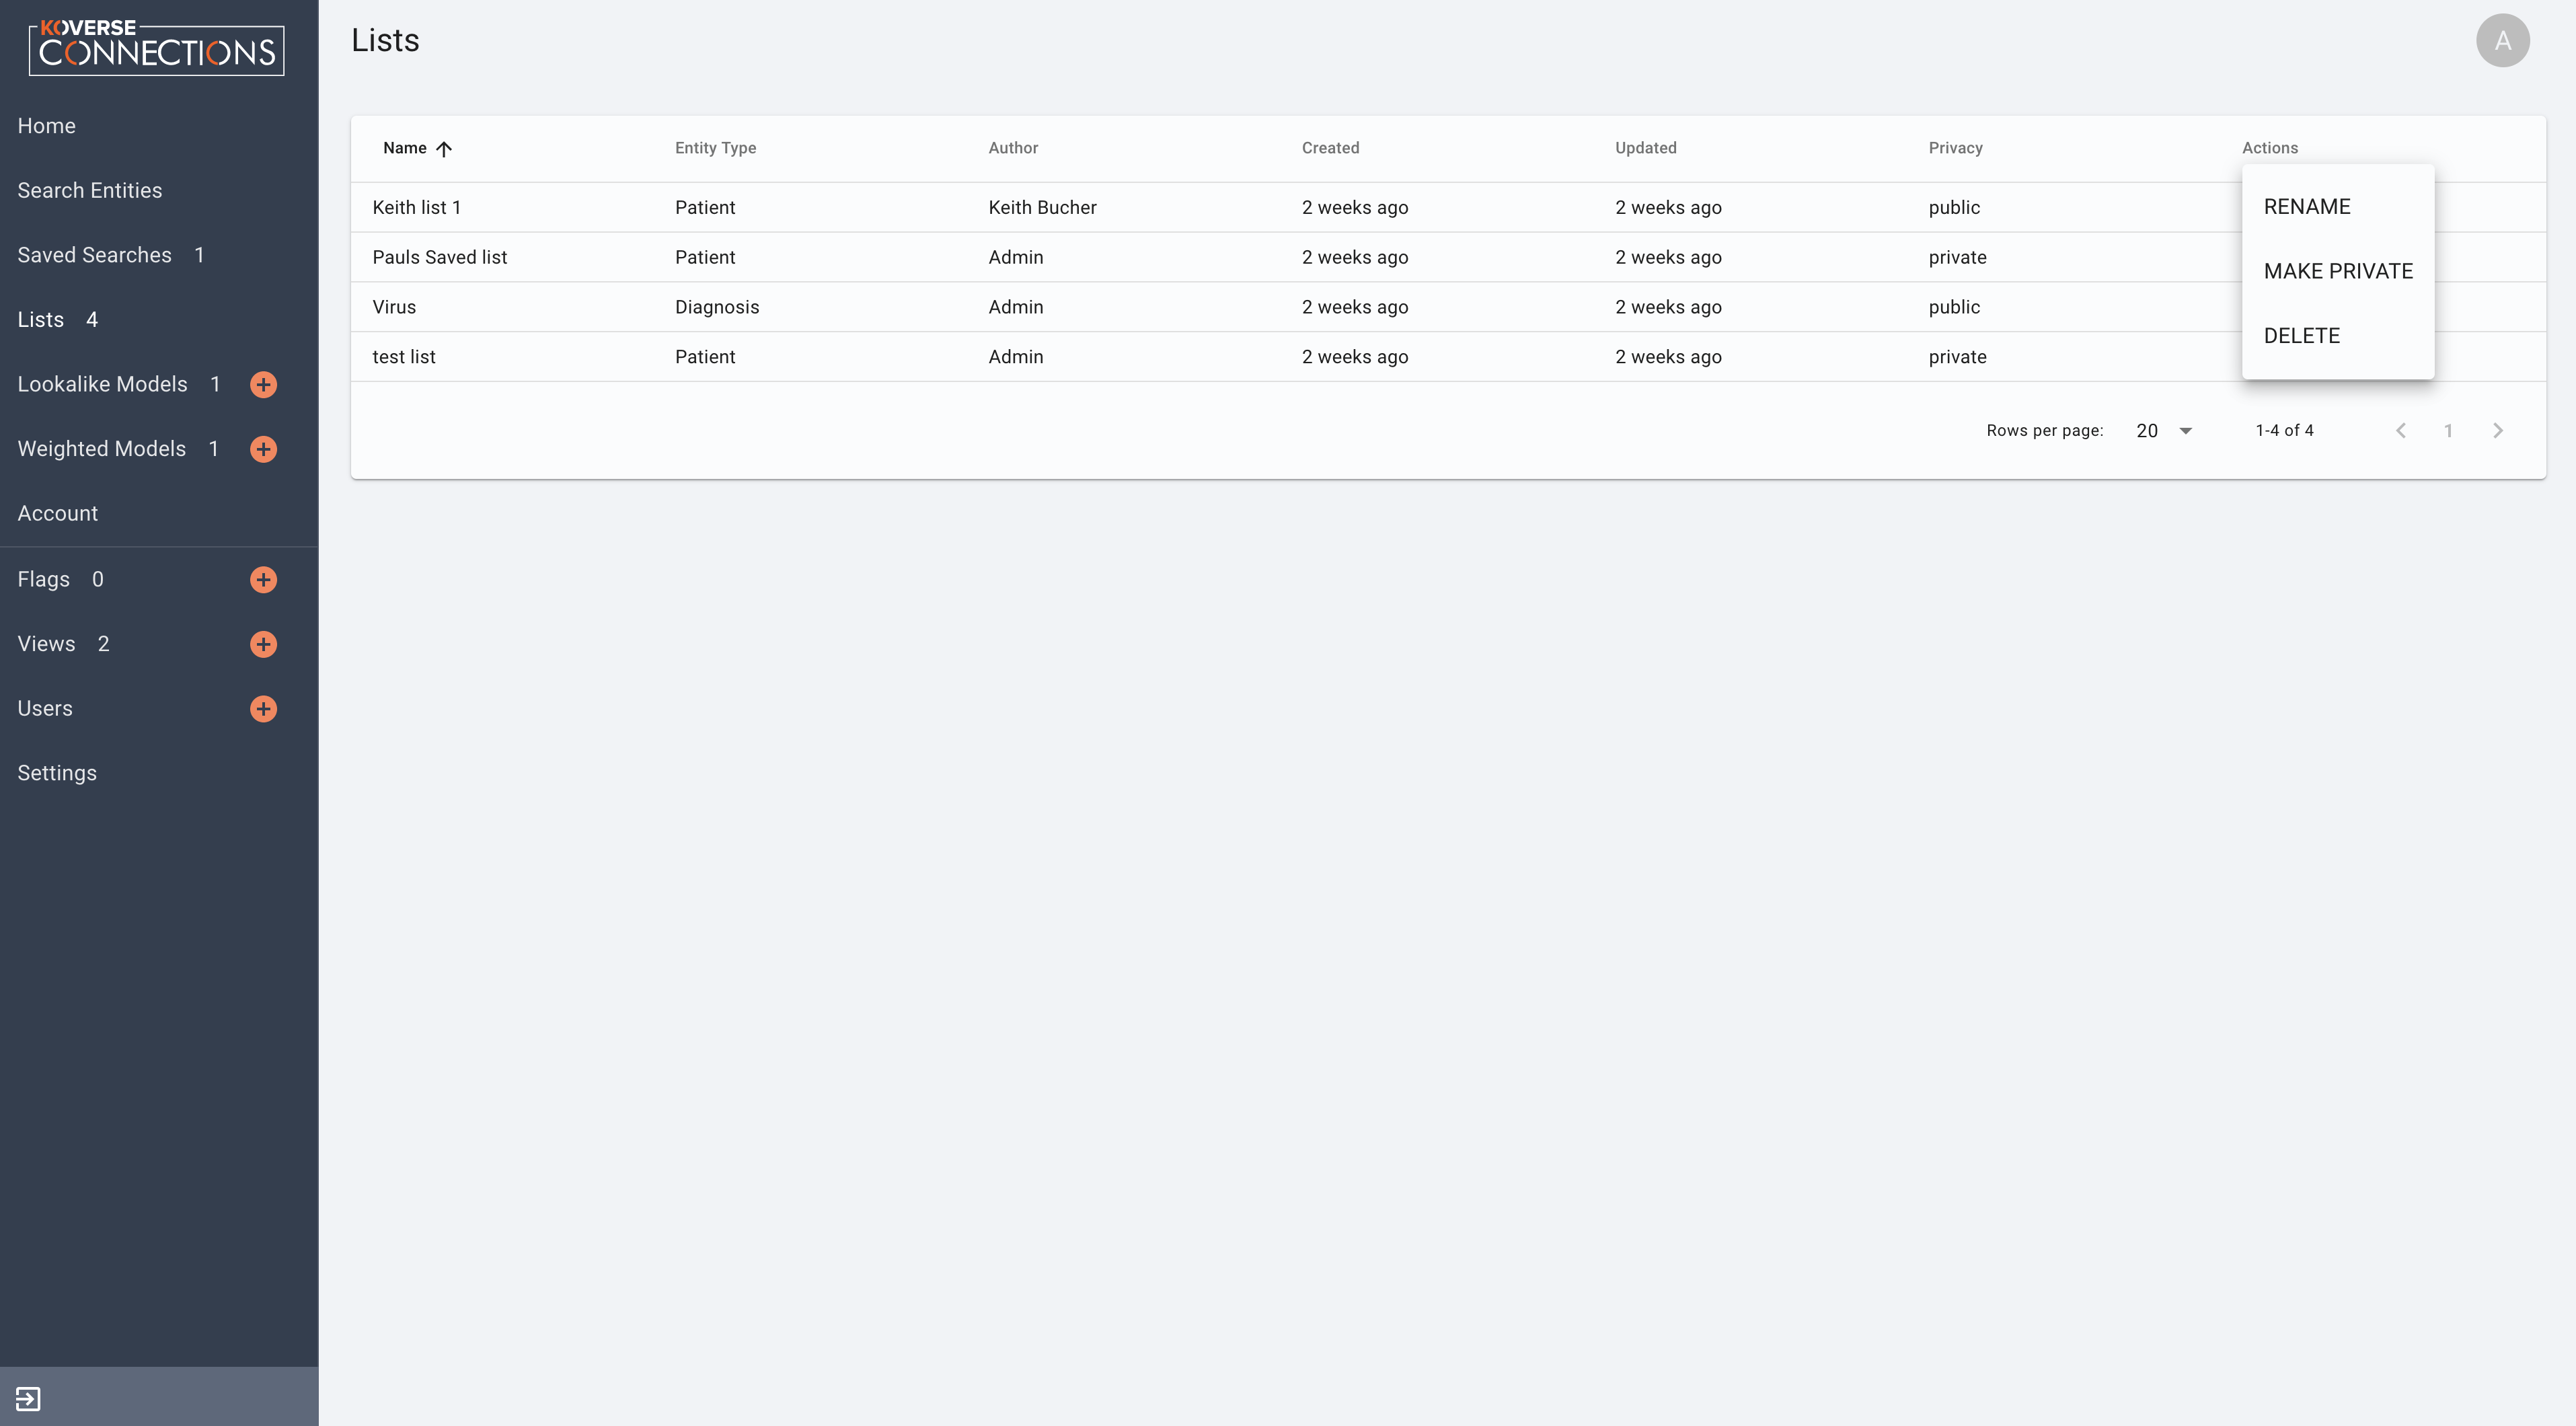 KOVERSE
CONNECTIONS
Home
Search Entities
Saved Searches 1
Lists 4
Lookalike Models 1
Weighted Models 1
Account
Flags 0
Views 2
Users
Settings
Lists
A
Name Entity Type Author Created Updated Privacy Actions
Keith list 1 Patient Keith Bucher 2 weeks ago 2 weeks ago public
Pauls Saved list Patient Admin 2 weeks ago 2 weeks ago private
Virus Diagnosis Admin 2 weeks ago 2 weeks ago public
test list Patient Admin 2 weeks ago 2 weeks ago private
RENAME
MAKE PRIVATE
DELETE
Rows per page: 20 1-4 of 4 1